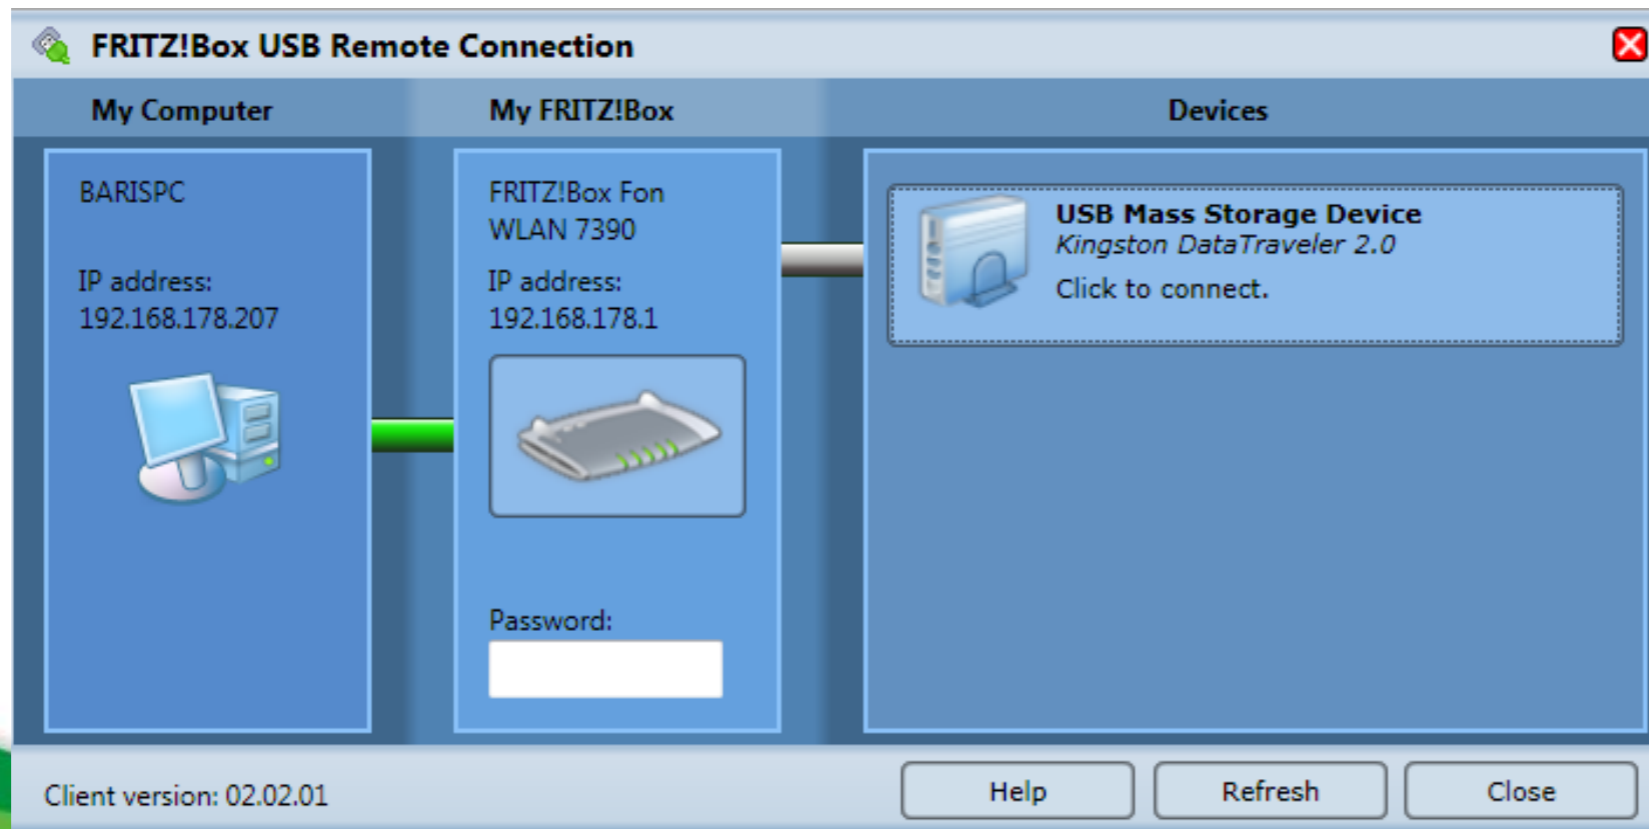 FRITZ!Box USB Remote Connection
My Computer
My FRITZ!Box
Devices
BARISPC
IP address:
192.168.178.207
FRITZ!Box Fon
WLAN 7390
IP address:
192.168.178.1
Password:
USB Mass Storage Device
Kingston DataTraveler 2.0
Click to connect.
Client version: 02.02.01
Help
Refresh
Close